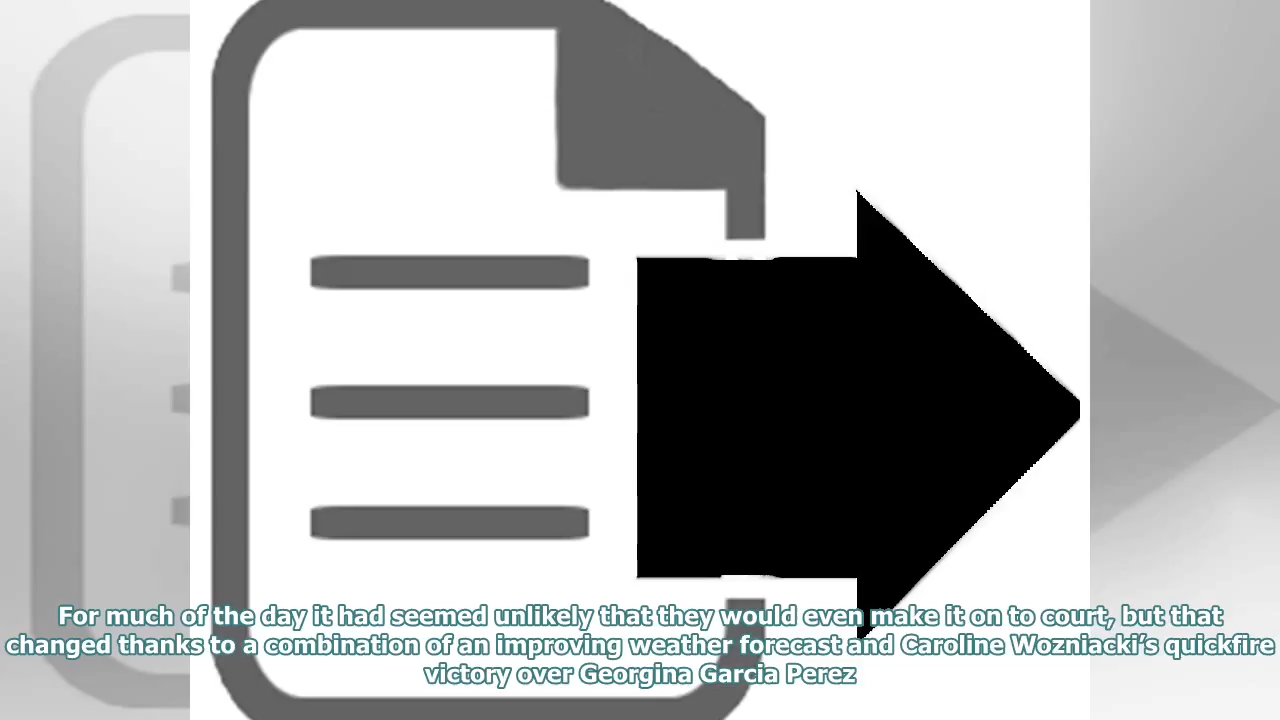 For much of the day it had seemed unlikely that they would even make it on to court, but that
changed thanks to a combination of an improving weather forecast and Caroline Wozniacki‘s quickfire
victory over Georgina Garcia Perez